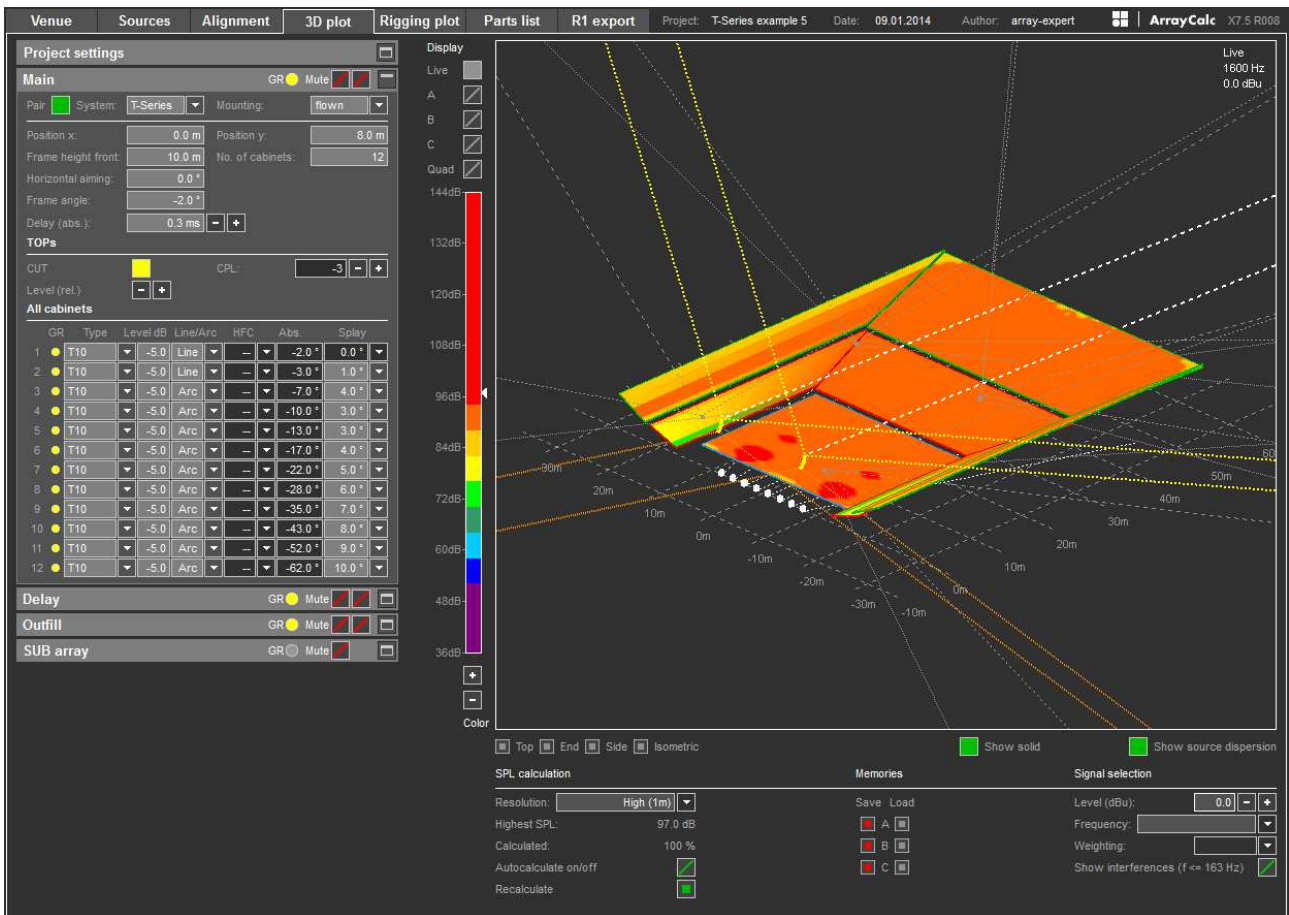 Venue Sources Alignment 3D plot Rigging plot Parts list R1 export Project: T-Series example 5 Date: 09.01.2014 Author: array-expert ArrayCalc X7.5 R008
Project settings
Main GR Mute
Pair System: T-Series Mounting: flown
Position x: 0.0 m Position y: 8.0 m
Frame height front: 10.0 m No. of cabinets: 12
Horizontal aiming: 0.0 °
Frame angle: -2.0 °
Delay (abs.): 0.3 ms - +
TOPs
CUT CPL: -3 - +
Level (rel.) - +
All cabinets
GR Type Level dB Line/Arc HFC Abs. Splay
1 T10 -5.0 Line -- -2.0 ° 0.0 °
2 T10 -5.0 Line -- -3.0 ° 1.0 °
3 T10 -5.0 Arc -- -7.0 ° 4.0 °
4 T10 -5.0 Arc -- -10.0 ° 3.0 °
5 T10 -5.0 Arc -- -13.0 ° 3.0 °
6 T10 -5.0 Arc -- -17.0 ° 4.0 °
7 T10 -5.0 Arc -- -22.0 ° 5.0 °
8 T10 -5.0 Arc -- -28.0 ° 6.0 °
9 T10 -5.0 Arc -- -35.0 ° 7.0 °
10 T10 -5.0 Arc -- -43.0 ° 8.0 °
11 T10 -5.0 Arc -- -52.0 ° 9.0 °
12 T10 -5.0 Arc -- -62.0 ° 10.0 °
Delay GR Mute
Outfill GR Mute
SUB array GR Mute
Display
Live
A
B
C
Quad
144dB
132dB
120dB
108dB
96dB
84dB
72dB
60dB
48dB
36dB
+
-
Color
Live
1600 Hz
0.0 dBu
30m
20m
10m
0m
-10m
-20m
-30m
-10m
0m
10m
20m
30m
40m
50m
60
Top End Side Isometric Show solid Show source dispersion
SPL calculation Memories Signal selection
Resolution: High (1m) Save Load Level (dBu): 0.0 - +
Highest SPL: 97.0 dB A Frequency:
Calculated: 100 % B Weighting:
Autocalculate on/off C Show interferences (f <= 163 Hz)
Recalculate